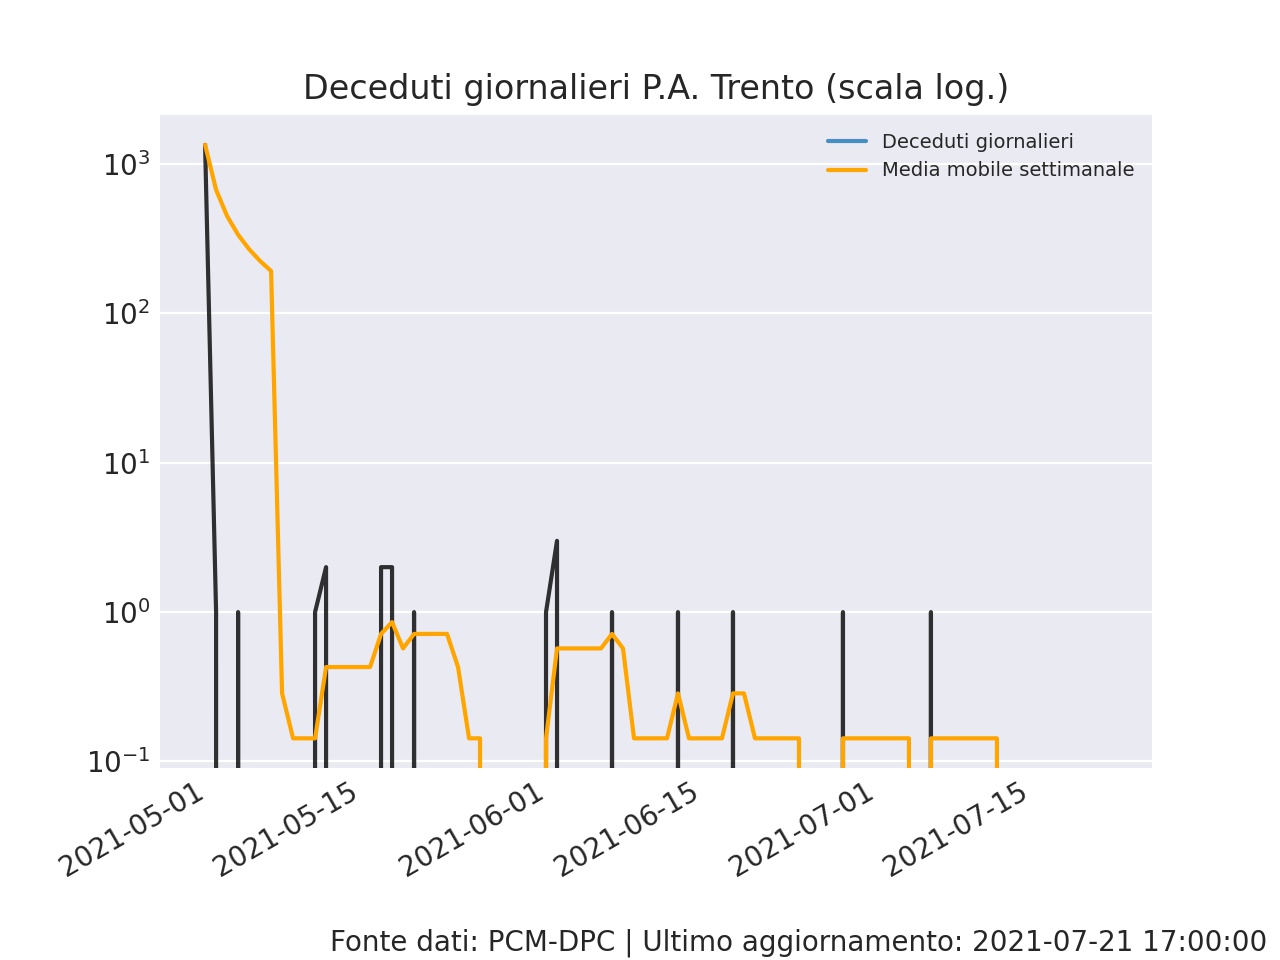 Deceduti giornalieri P.A. Trento (scala log.)
Deceduti giornalieri
Media mobile settimanale
10³
10²
10¹
10⁰
10⁻¹
2021-05-01
2021-05-15
2021-06-01
2021-06-15
2021-07-01
2021-07-15
Fonte dati: PCM-DPC | Ultimo aggiornamento: 2021-07-21 17:00:00